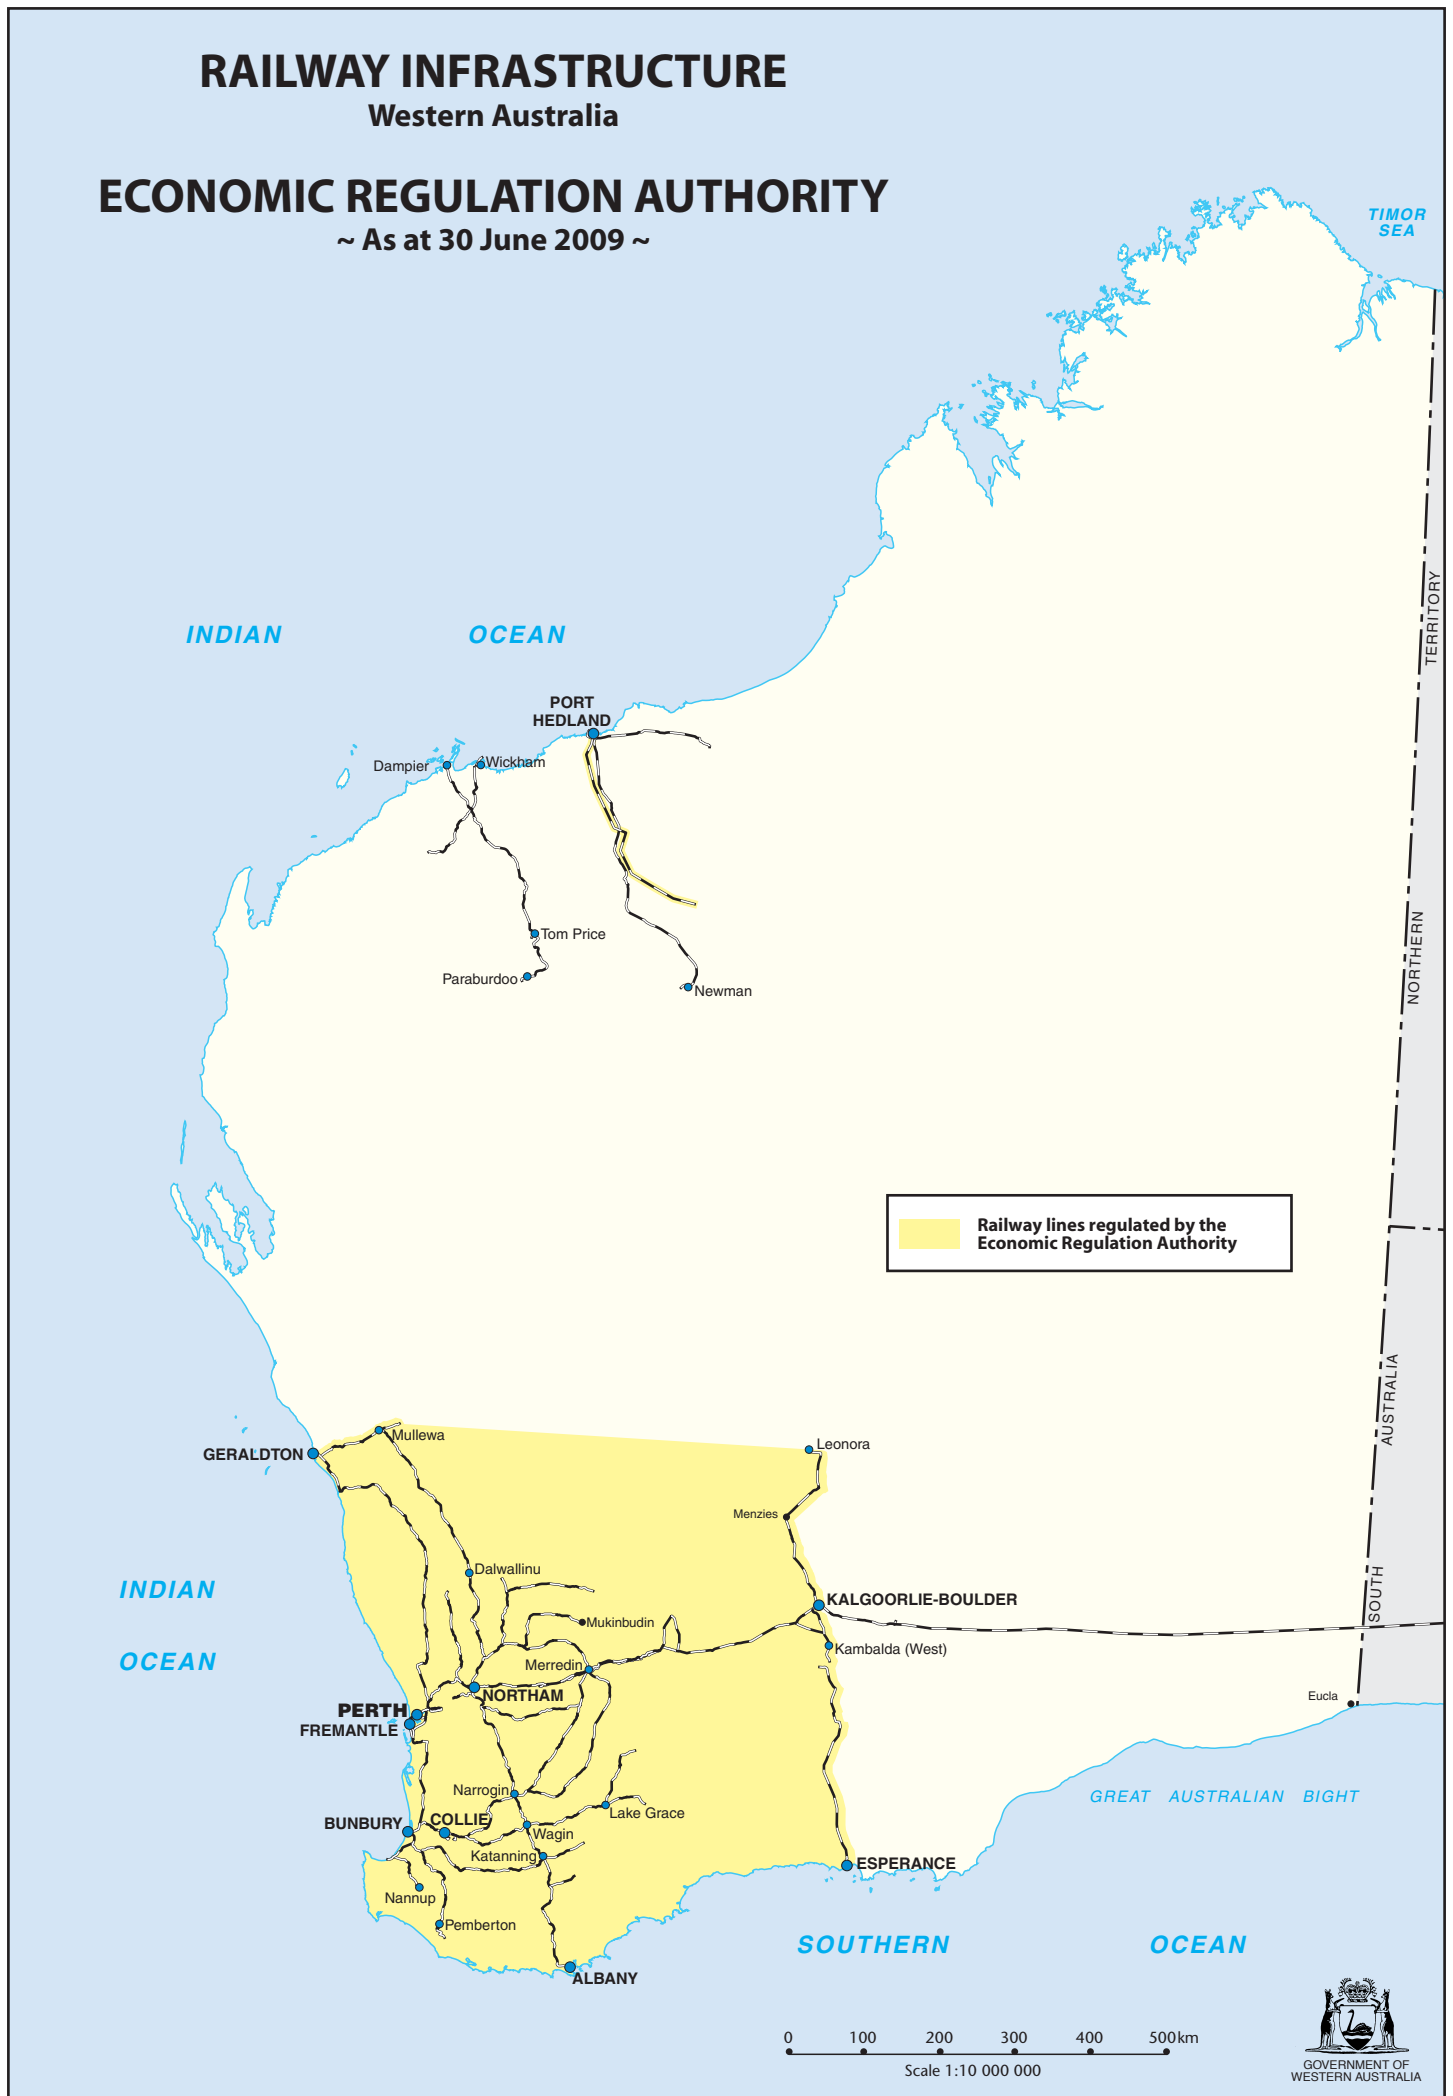 RAILWAY INFRASTRUCTURE
Western Australia
ECONOMIC REGULATION AUTHORITY
~ As at 30 June 2009 ~
TIMOR
SEA
TERRITORY
NORTHERN
INDIAN OCEAN
PORT
HEDLAND
Dampier
Wickham
Tom Price
Paraburdoo
Newman
Railway lines regulated by the
Economic Regulation Authority
AUSTRALIA
SOUTH
Mullewa
GERALDTON
Leonora
Menzies
Dalwallinu
INDIAN
OCEAN
KALGOORLIE-BOULDER
Mukinbudin
Kambalda (West)
Merredin
NORTHAM
PERTH
FREMANTLE
Eucla
Narrogin
GREAT AUSTRALIAN BIGHT
Lake Grace
BUNBURY
COLLIE
Wagin
Katanning
ESPERANCE
Nannup
Pemberton
SOUTHERN OCEAN
ALBANY
0 100 200 300 400 500km
Scale 1:10 000 000
GOVERNMENT OF
WESTERN AUSTRALIA